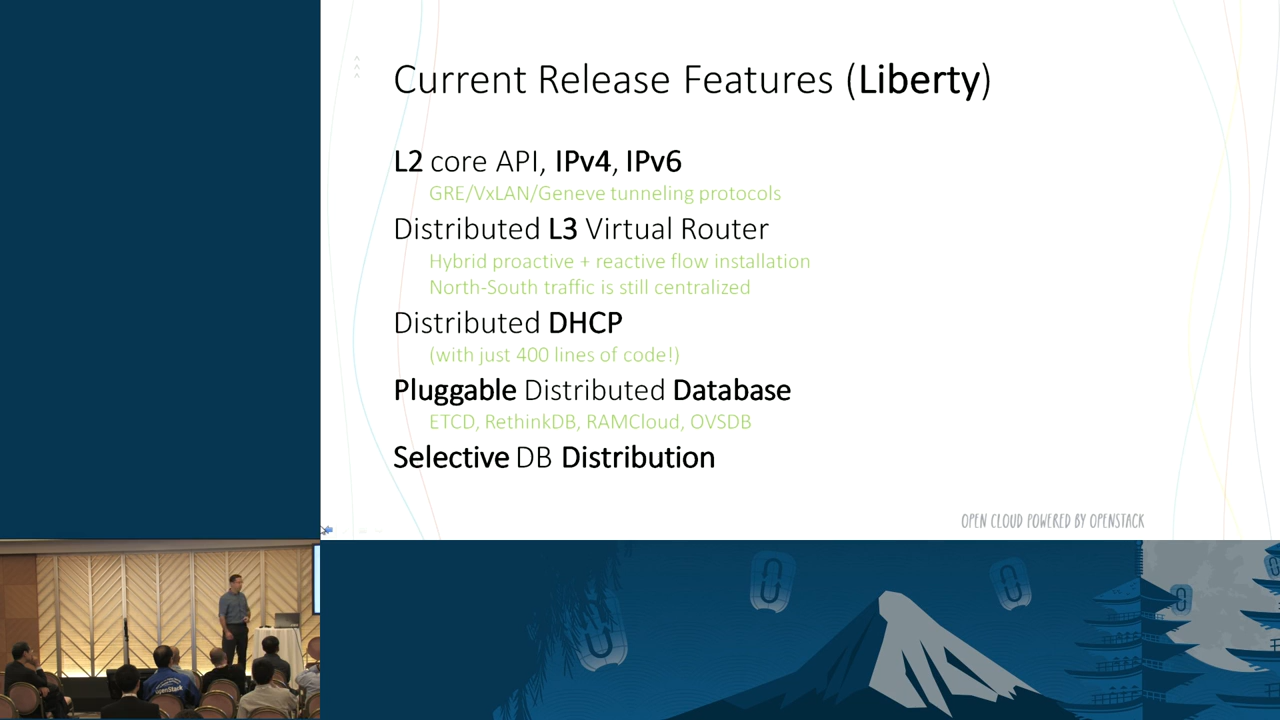 Current Release Features (Liberty)
L2 core API, IPv4, IPv6
GRE/VxLAN/Geneve tunneling protocols
Distributed L3 Virtual Router
Hybrid proactive + reactive flow installation
North-South traffic is still centralized
Distributed DHCP
(with just 400 lines of code!)
Pluggable Distributed Database
ETCD, RethinkDB, RAMCloud, OVSDB
Selective DB Distribution
OPEN CLOUD POWERED BY OPENSTACK
openStack